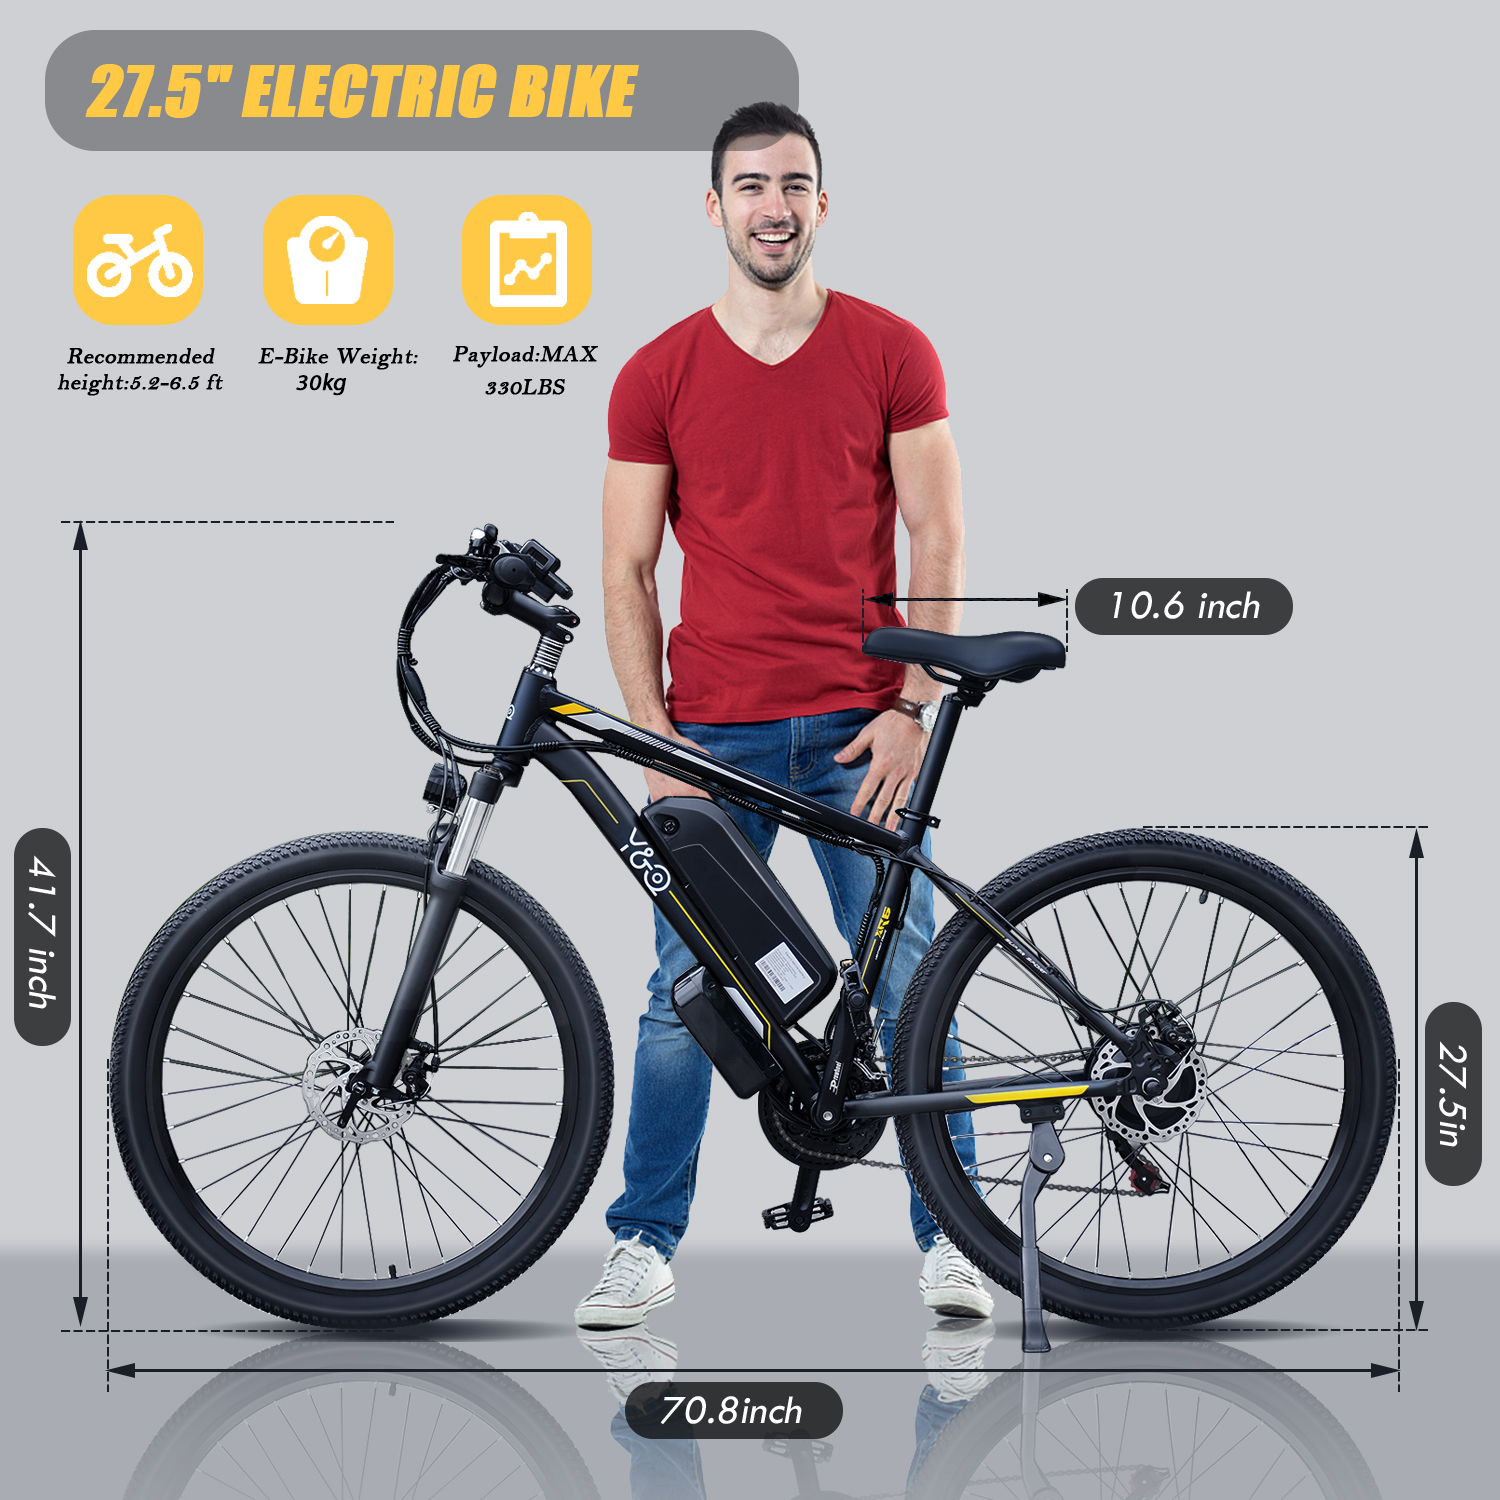 27.5" ELECTRIC BIKE
Recommended
height:5.2-6.5 ft
E-Bike Weight:
30kg
Payload:MAX
330LBS
10.6 inch
41.7 inch
27.5in
70.8inch